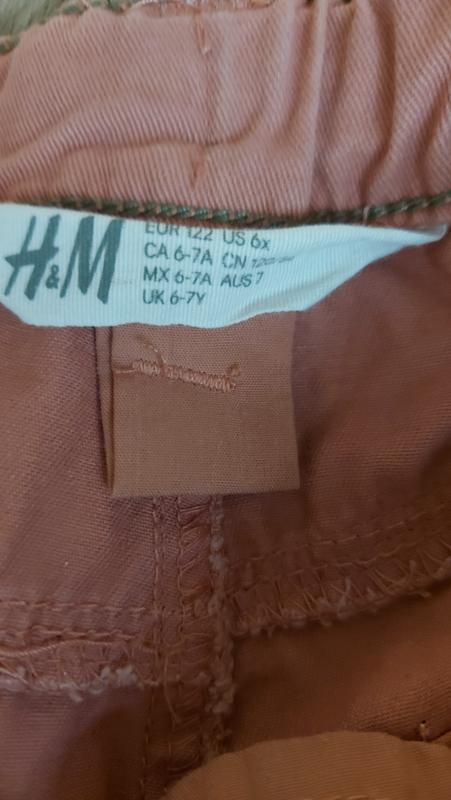 H&M
EUR 122 US 6x
CA 6-7A CN
MX 6-7A AUS 7
UK 6-7Y